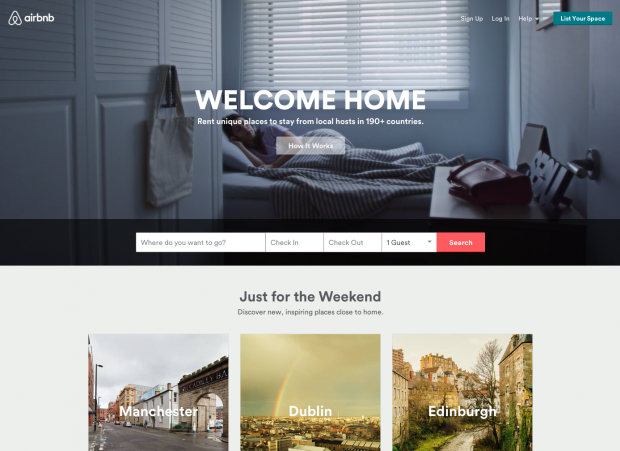 airbnb
Sign Up Log In Help List Your Space
WELCOME HOME
Rent unique places to stay from local hosts in 190+ countries.
How It Works
Where do you want to go? Check In Check Out 1 Guest Search
Just for the Weekend
Discover new, inspiring places close to home.
Manchester Dublin Edinburgh